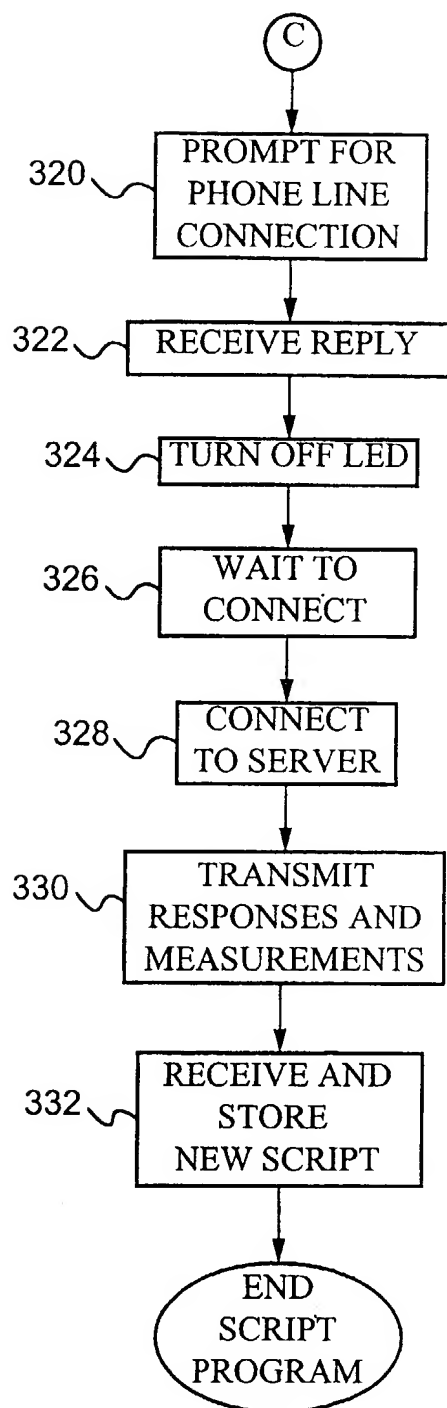 C
320
PROMPT FOR
PHONE LINE
CONNECTION
322
RECEIVE REPLY
324
TURN OFF LED
326
WAIT TO
CONNECT
328
CONNECT
TO SERVER
330
TRANSMIT
RESPONSES AND
MEASUREMENTS
332
RECEIVE AND
STORE
NEW SCRIPT
END
SCRIPT
PROGRAM